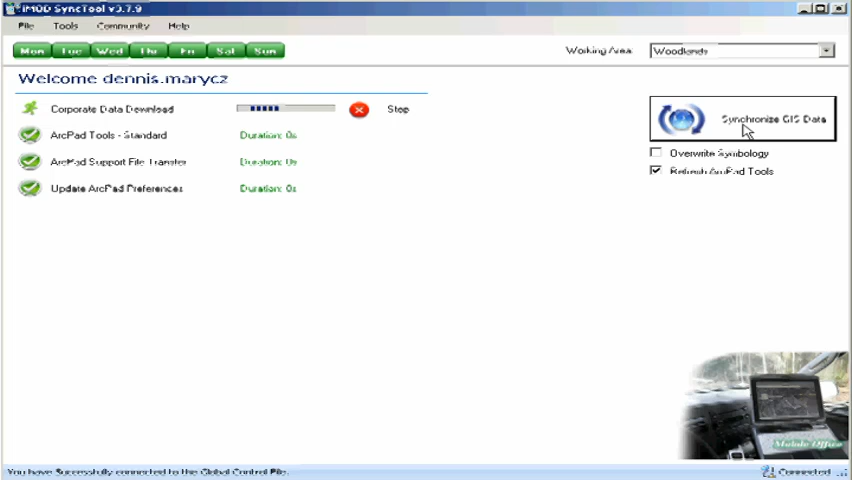 iMOD SyncTool v3.7.9
File Tools Community Help
Mon Tue Wed Thu Fri Sat Sun Working Area: Woodlands
Welcome dennis.marycz
Corporate Data Download Stop Synchronize GIS Data
ArcPad Tools - Standard Duration: 0s
Overwrite Symbology
ArcPad Support File Transfer Duration: 0s
Refresh ArcPad Tools
Update ArcPad Preferences Duration: 0s
Mobile Office
You have Successfully connected to the Global Control File. Connected